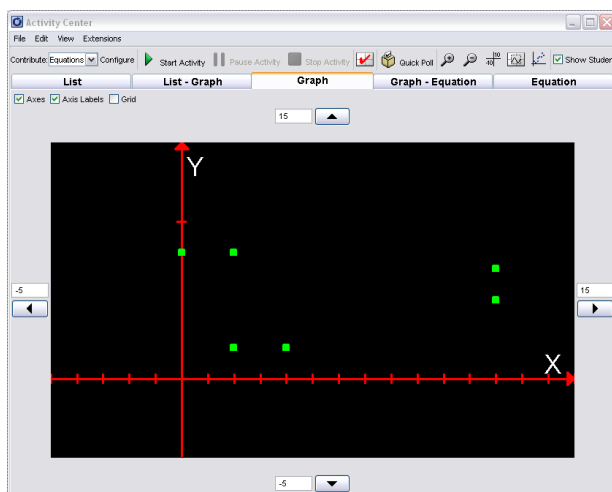 Activity Center
File Edit View Extensions
Contribute: Equations Configure Start Activity Pause Activity Stop Activity Quick Poll Show Studen
List List - Graph Graph Graph - Equation Equation
Axes Axis Labels Grid
15
Y
-5
15
X
-5